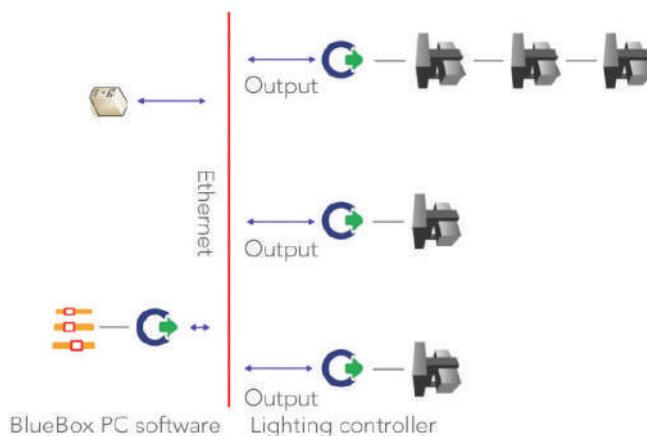 Output
Ethernet
Output
Output
BlueBox PC software
Lighting controller